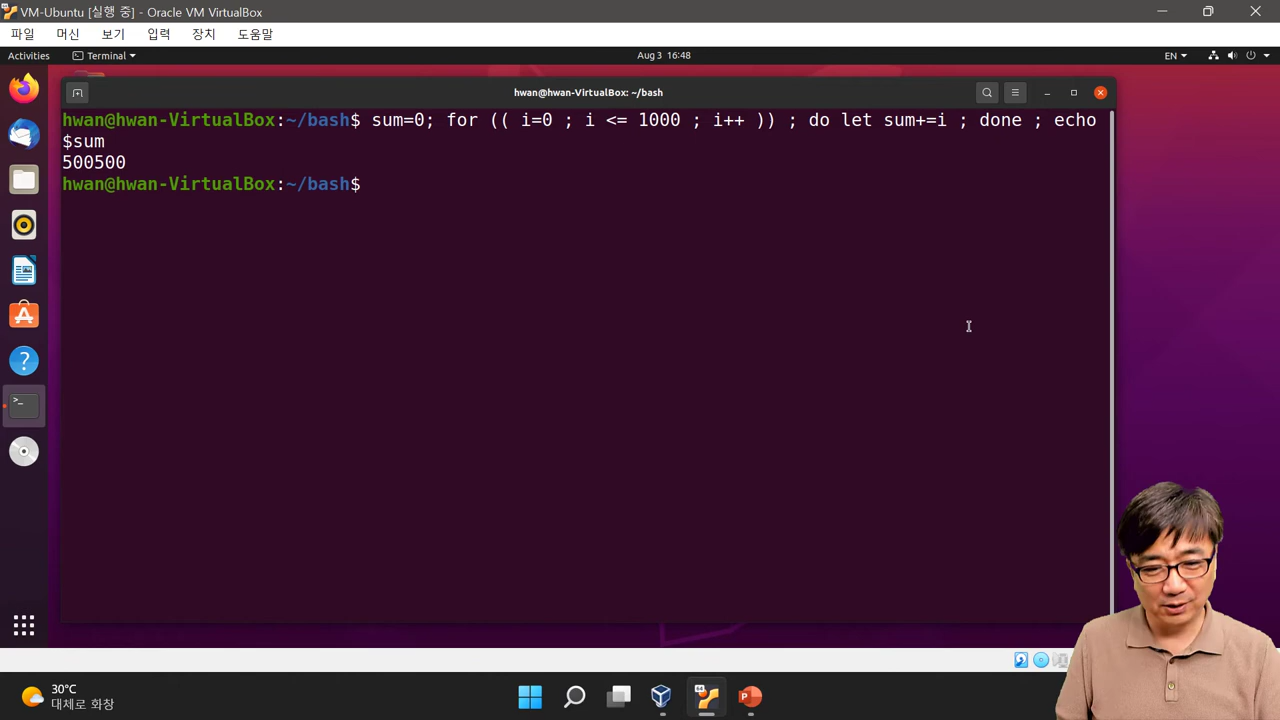 VM-Ubuntu [실행 중] - Oracle VM VirtualBox
파일 머신 보기 입력 장치 도움말
Activities Terminal Aug 3 16:48 EN
hwan@hwan-VirtualBox: ~/bash
hwan@hwan-VirtualBox:~/bash$ sum=0; for (( i=0 ; i <= 1000 ; i++ )) ; do let sum+=i ; done ; echo
$sum
500500
hwan@hwan-VirtualBox:~/bash$
30°C
대체로 화창